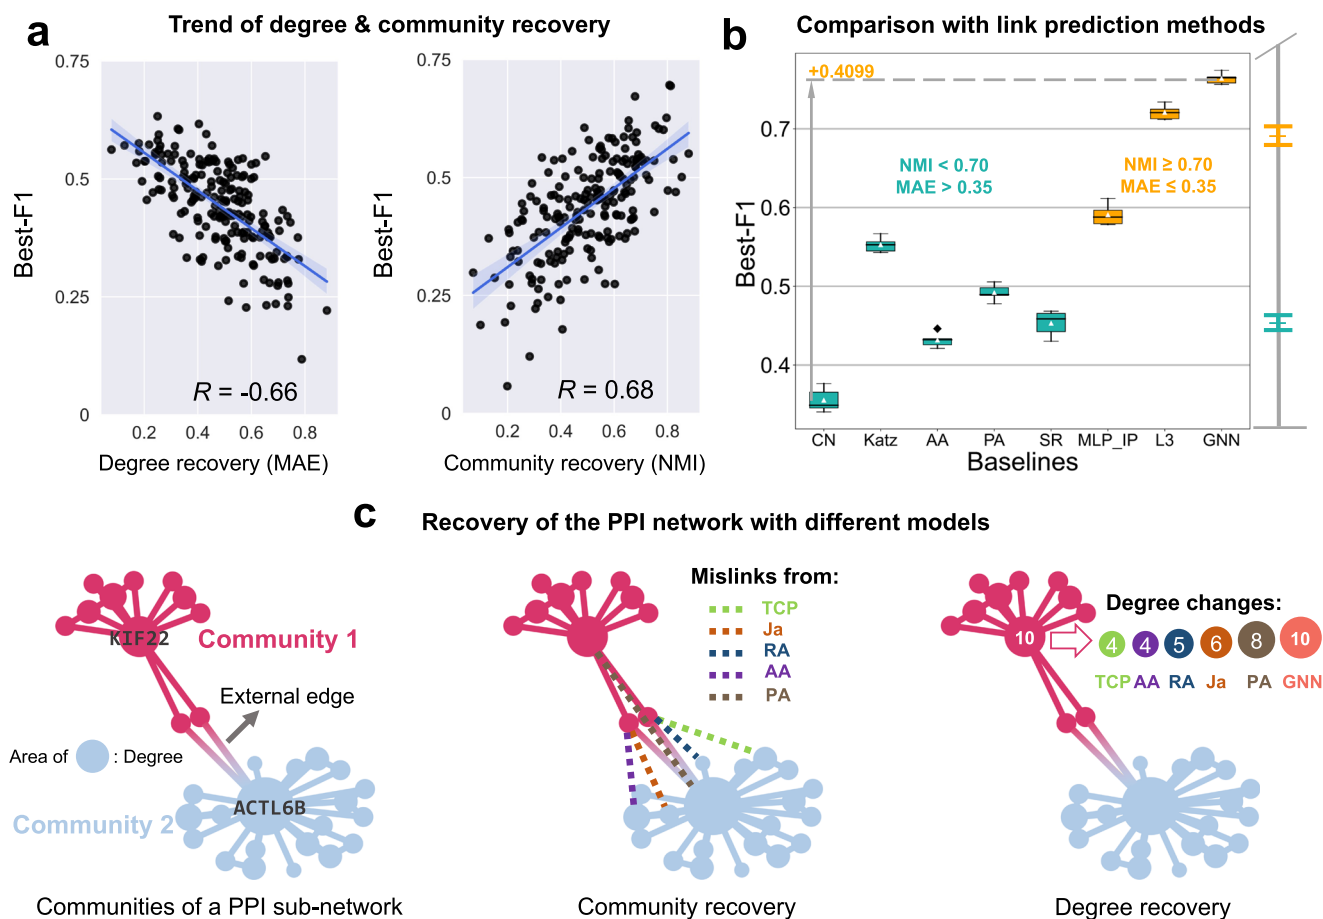 a
Trend of degree & community recovery
0.75
0.5
0.25
0
Best-F1
R = -0.66
0.2 0.4 0.6 0.8
Degree recovery (MAE)
0.75
0.5
0.25
0
Best-F1
R = 0.68
0.2 0.4 0.6 0.8
Community recovery (NMI)
b
Comparison with link prediction methods
+0.4099
0.7
0.6
0.5
0.4
Best-F1
NMI < 0.70
MAE > 0.35
NMI ≥ 0.70
MAE ≤ 0.35
CN Katz AA PA SR MLP_IP L3 GNN
Baselines
c
Recovery of the PPI network with different models
KIF22
Community 1
External edge
Area of : Degree
ACTL6B
Community 2
Communities of a PPI sub-network
Mislinks from:
TCP
Ja
RA
AA
PA
Community recovery
Degree changes:
10
4 4 5 6 8 10
TCP AA RA Ja PA GNN
Degree recovery